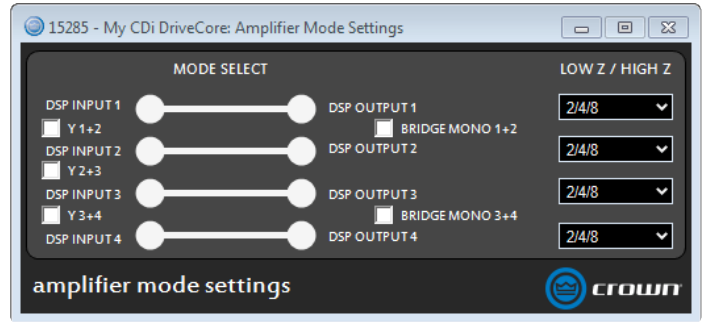 15285 - My CDi DriveCore: Amplifier Mode Settings
MODE SELECT
LOW Z / HIGH Z
DSP INPUT 1
DSP OUTPUT 1
2/4/8
Y 1+2
BRIDGE MONO 1+2
DSP INPUT 2
DSP OUTPUT 2
2/4/8
Y 2+3
DSP INPUT 3
DSP OUTPUT 3
2/4/8
Y 3+4
BRIDGE MONO 3+4
DSP INPUT 4
DSP OUTPUT 4
2/4/8
amplifier mode settings
crown